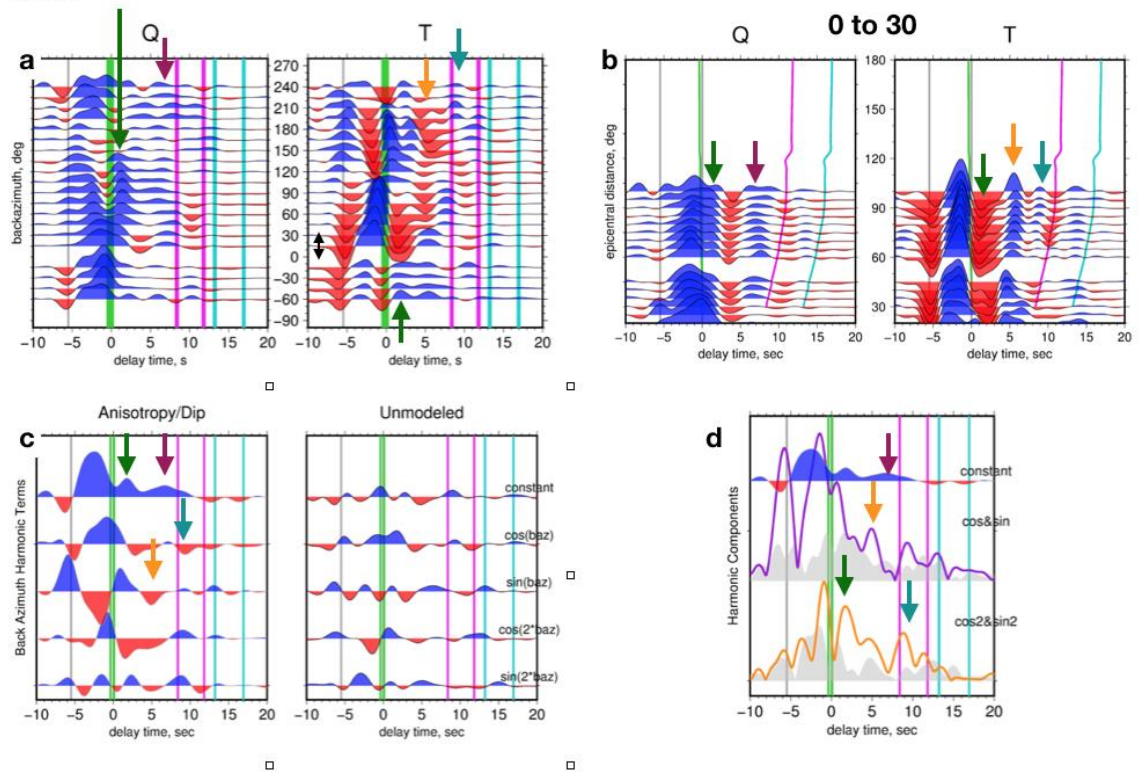 0 to 30
a
Q
T
b
Q
T
backazimuth, deg
270
240
210
180
150
120
90
60
30
0
−30
−60
−90
−10 −5 0 5 10 15 20
delay time, s
−10 −5 0 5 10 15 20
delay time, s
epicentral distance, deg
180
150
120
90
60
30
−10 −5 0 5 10 15 20
delay time, sec
−10 −5 0 5 10 15 20
delay time, sec
Anisotropy/Dip
Unmodeled
c
Back Azimuth Harmonic Terms
constant
cos(baz)
sin(baz)
cos(2*baz)
sin(2*baz)
−10 −5 0 5 10 15 20
delay time, sec
−10 −5 0 5 10 15 20
delay time, sec
d
Harmonic Components
constant
cos&sin
cos2&sin2
−10 −5 0 5 10 15 20
delay time, sec